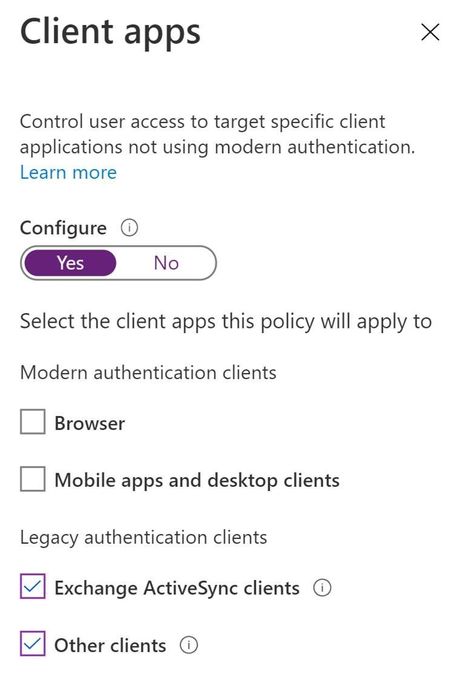 Client apps
Control user access to target specific client
applications not using modern authentication.
Learn more
Configure
Yes No
Select the client apps this policy will apply to
Modern authentication clients
Browser
Mobile apps and desktop clients
Legacy authentication clients
Exchange ActiveSync clients
Other clients